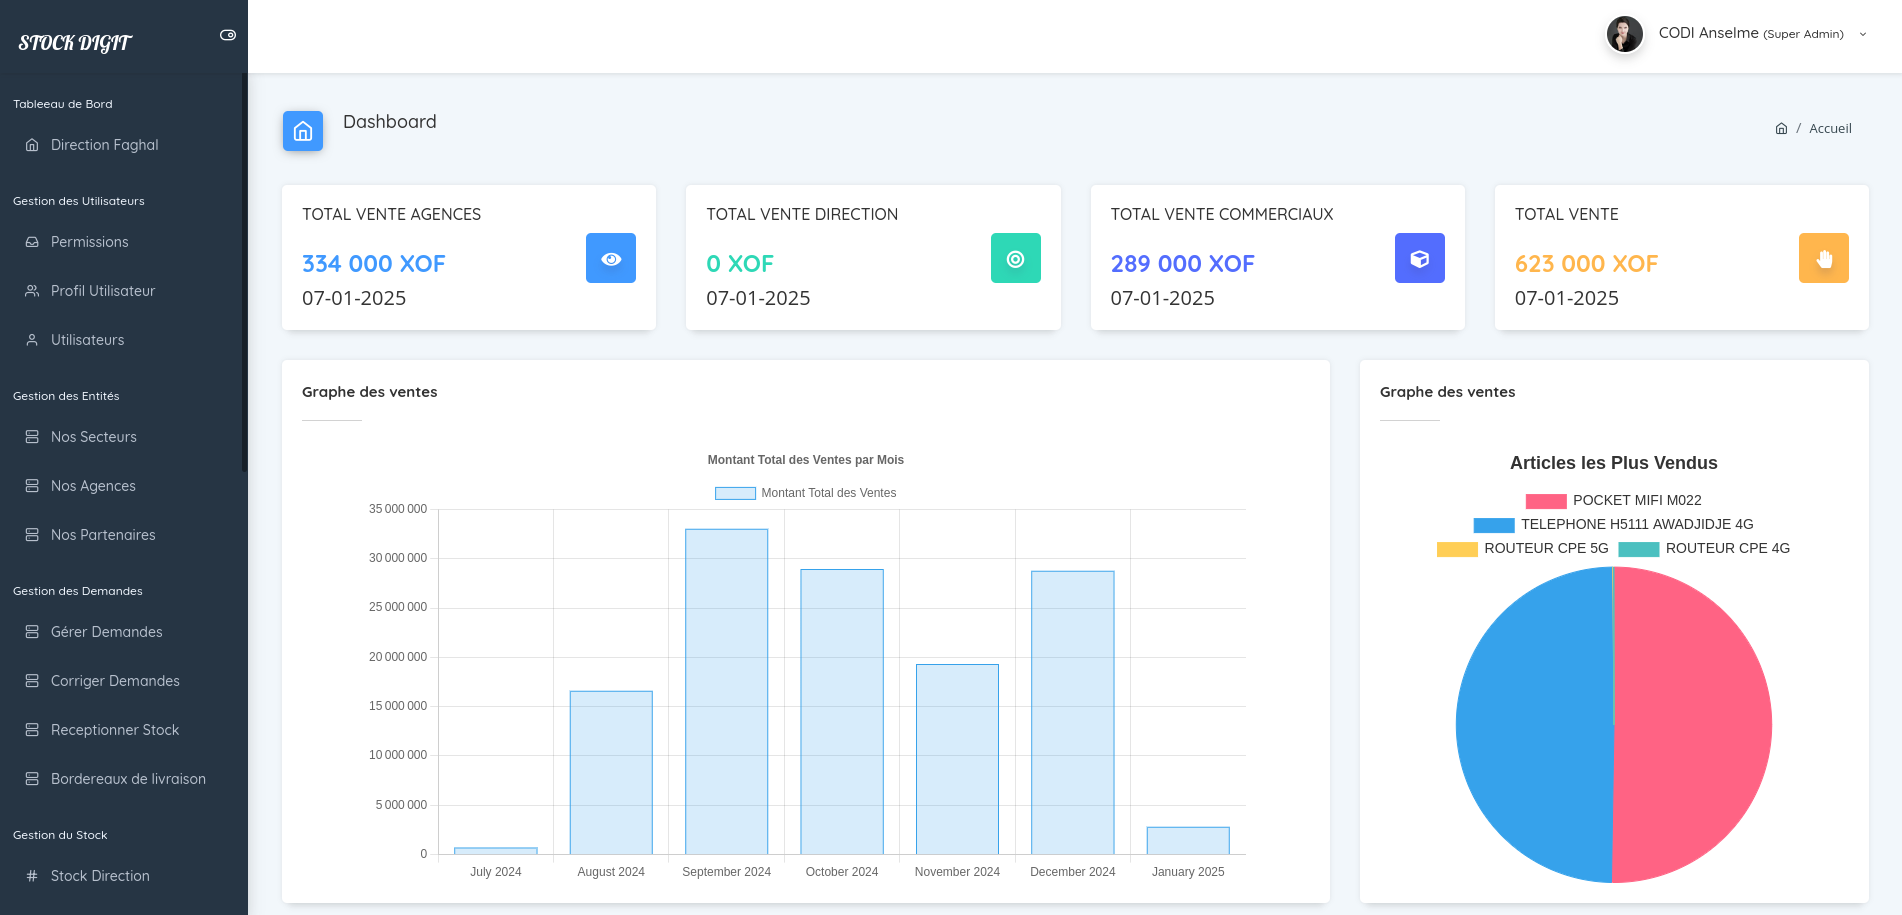 STOCK DIGIT
CODI Anselme (Super Admin)
Tableeau de Bord
Direction Faghal
Gestion des Utilisateurs
Permissions
Profil Utilisateur
Utilisateurs
Gestion des Entités
Nos Secteurs
Nos Agences
Nos Partenaires
Gestion des Demandes
Gérer Demandes
Corriger Demandes
Receptionner Stock
Bordereaux de livraison
Gestion du Stock
# Stock Direction
Dashboard
/ Accueil
TOTAL VENTE AGENCES
334 000 XOF
07-01-2025
TOTAL VENTE DIRECTION
0 XOF
07-01-2025
TOTAL VENTE COMMERCIAUX
289 000 XOF
07-01-2025
TOTAL VENTE
623 000 XOF
07-01-2025
Graphe des ventes
Montant Total des Ventes par Mois
Montant Total des Ventes
35 000 000
30 000 000
25 000 000
20 000 000
15 000 000
10 000 000
5 000 000
0
July 2024 August 2024 September 2024 October 2024 November 2024 December 2024 January 2025
Graphe des ventes
Articles les Plus Vendus
POCKET MIFI M022
TELEPHONE H5111 AWADJIDJE 4G
ROUTEUR CPE 5G ROUTEUR CPE 4G